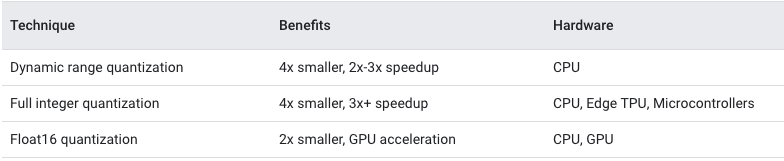 Technique Benefits Hardware
Dynamic range quantization 4x smaller, 2x-3x speedup CPU
Full integer quantization 4x smaller, 3x+ speedup CPU, Edge TPU, Microcontrollers
Float16 quantization 2x smaller, GPU acceleration CPU, GPU